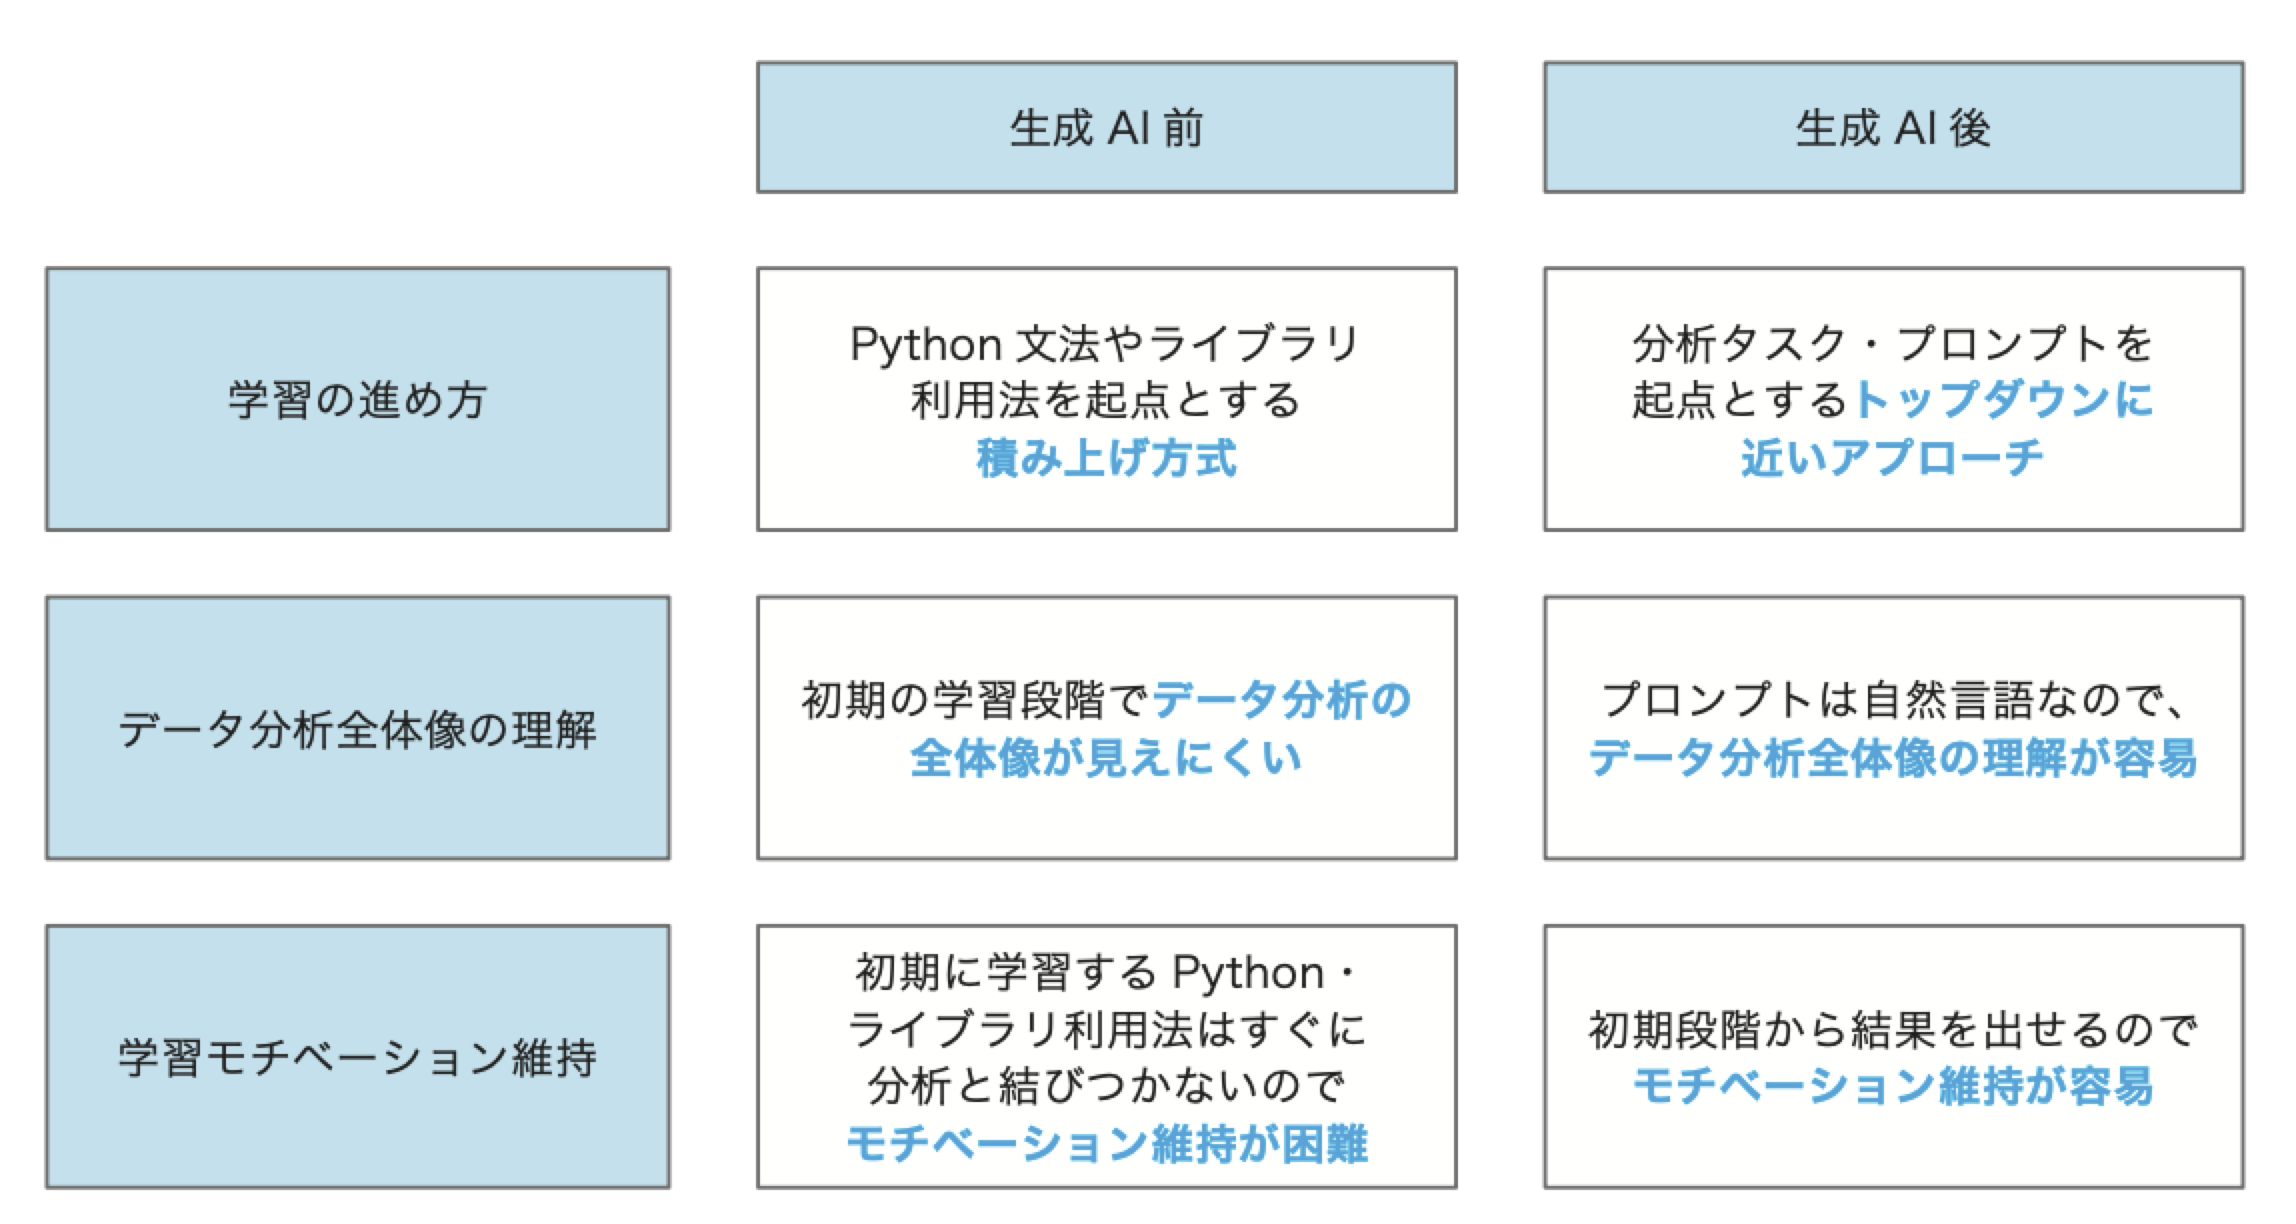 生成 AI 前
生成 AI 後
学習の進め方
Python 文法やライブラリ
利用法を起点とする
積み上げ方式
分析タスク・プロンプトを
起点とするトップダウンに
近いアプローチ
データ分析全体像の理解
初期の学習段階でデータ分析の
全体像が見えにくい
プロンプトは自然言語なので、
データ分析全体像の理解が容易
学習モチベーション維持
初期に学習する Python・
ライブラリ利用法はすぐに
分析と結びつかないので
モチベーション維持が困難
初期段階から結果を出せるので
モチベーション維持が容易